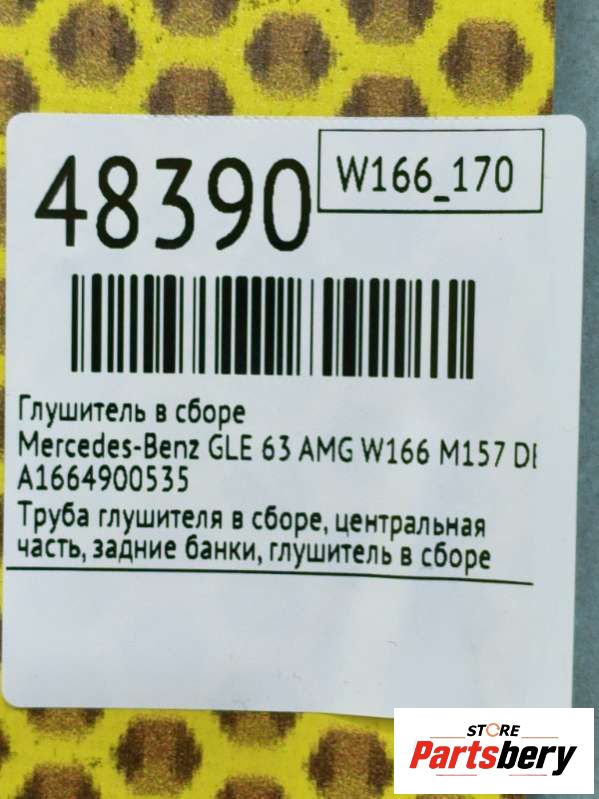 48390
W166_170
Глушитель в сборе
Mercedes-Benz GLE 63 AMG W166 M157 DE
A1664900535
Труба глушителя в сборе, центральная
часть, задние банки, глушитель в сборе
STORE
Partsbery